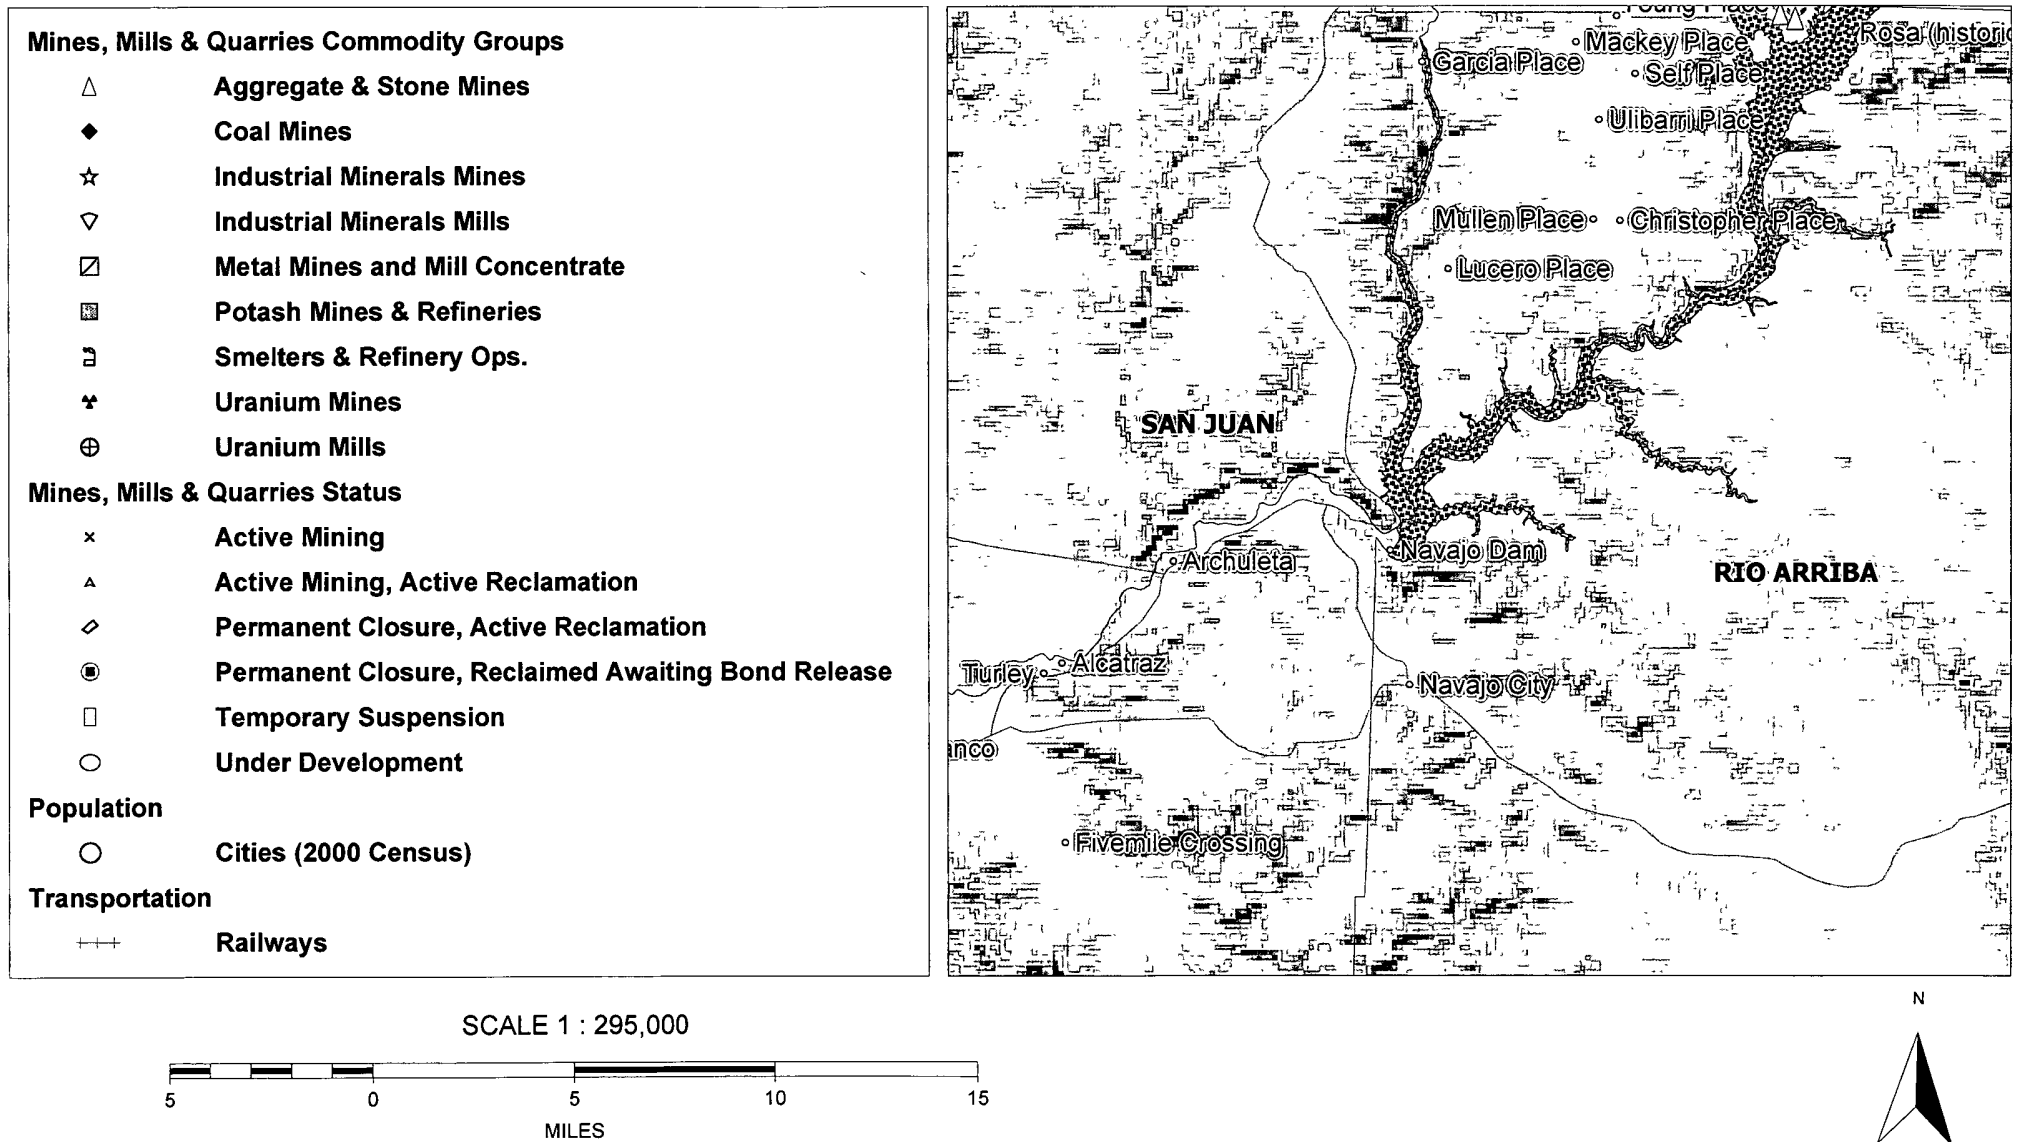 Mines, Mills & Quarries Commodity Groups
Aggregate & Stone Mines
Coal Mines
Industrial Minerals Mines
Industrial Minerals Mills
Metal Mines and Mill Concentrate
Potash Mines & Refineries
Smelters & Refinery Ops.
Uranium Mines
Uranium Mills
Mines, Mills & Quarries Status
Active Mining
Active Mining, Active Reclamation
Permanent Closure, Active Reclamation
Permanent Closure, Reclaimed Awaiting Bond Release
Temporary Suspension
Under Development
Population
Cities (2000 Census)
Transportation
Railways
Young Place
Mackey Place
Rosa (historic
Garcia Place
Self Place
Ulibarri Place
Mullen Place
Christopher Place
Lucero Place
SAN JUAN
Navajo Dam
Archuleta
RIO ARRIBA
Turley
Alcatraz
Navajo City
anco
Fivemile Crossing
SCALE 1 : 295,000
5 0 5 10 15
MILES
N